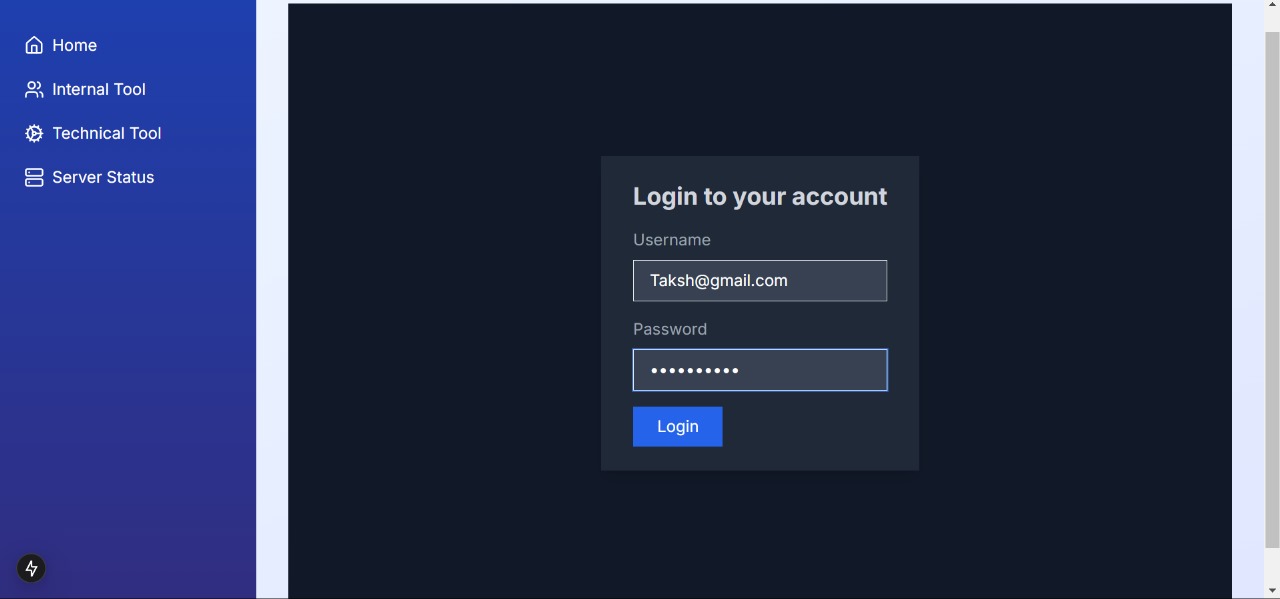 Home
Internal Tool
Technical Tool
Server Status
Login to your account
Username
Taksh@gmail.com
Password
••••••••••
Login